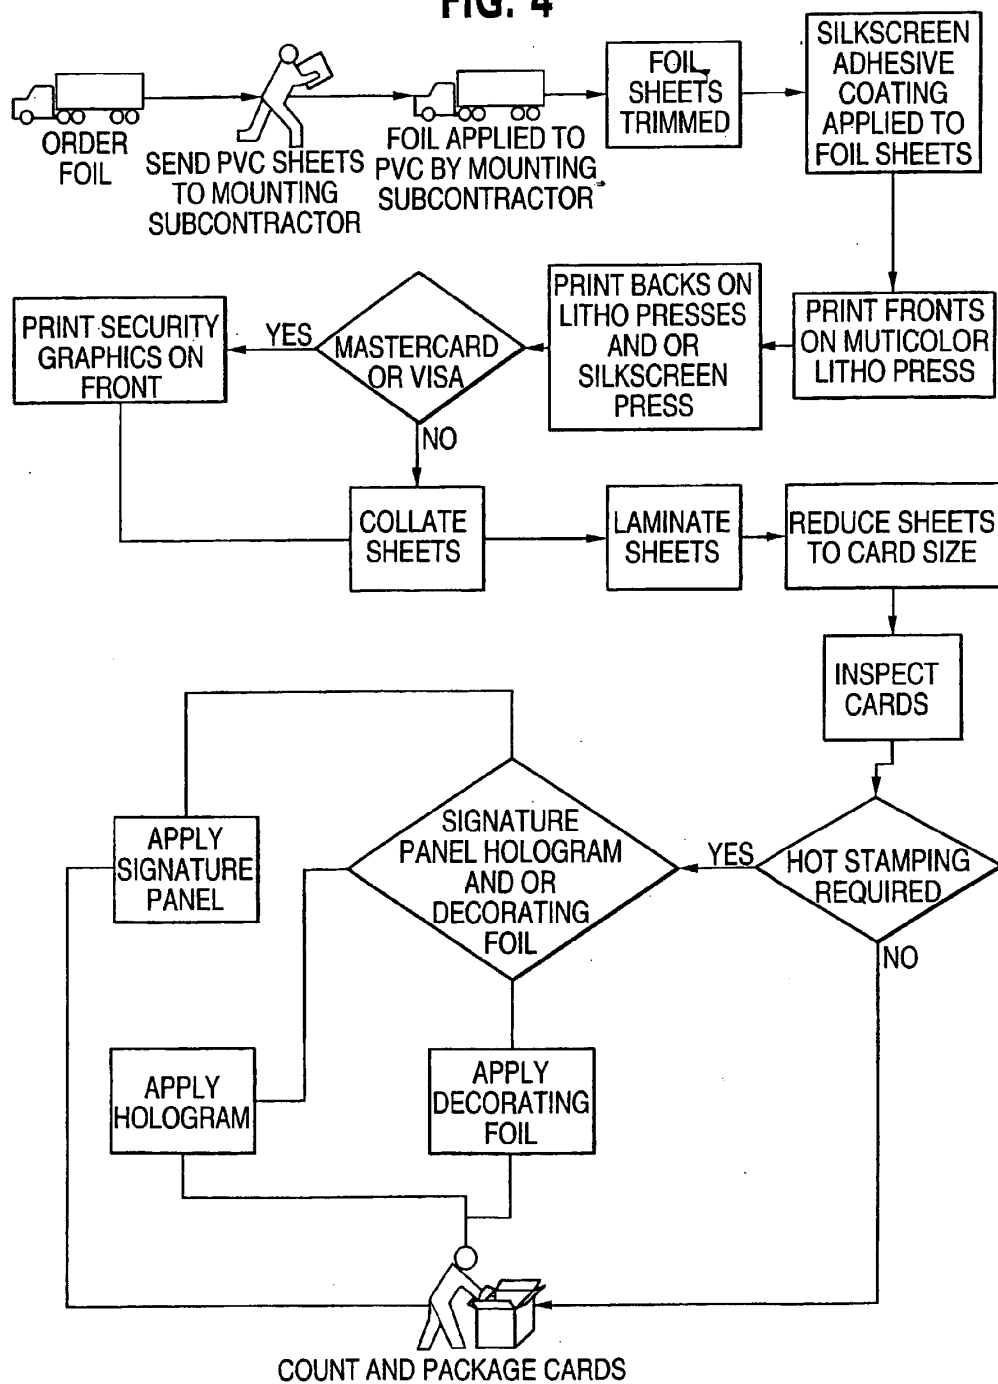 FIG. 4
ORDER
FOIL
SEND PVC SHEETS
TO MOUNTING
SUBCONTRACTOR
FOIL APPLIED TO
PVC BY MOUNTING
SUBCONTRACTOR
FOIL
SHEETS
TRIMMED
SILKSCREEN
ADHESIVE
COATING
APPLIED TO
FOIL SHEETS
PRINT FRONTS
ON MUTICOLOR
LITHO PRESS
PRINT BACKS ON
LITHO PRESSES
AND OR
SILKSCREEN
PRESS
MASTERCARD
OR VISA
YES
PRINT SECURITY
GRAPHICS ON
FRONT
NO
COLLATE
SHEETS
LAMINATE
SHEETS
REDUCE SHEETS
TO CARD SIZE
INSPECT
CARDS
HOT STAMPING
REQUIRED
YES
NO
SIGNATURE
PANEL HOLOGRAM
AND OR
DECORATING
FOIL
APPLY
SIGNATURE
PANEL
APPLY
HOLOGRAM
APPLY
DECORATING
FOIL
COUNT AND PACKAGE CARDS